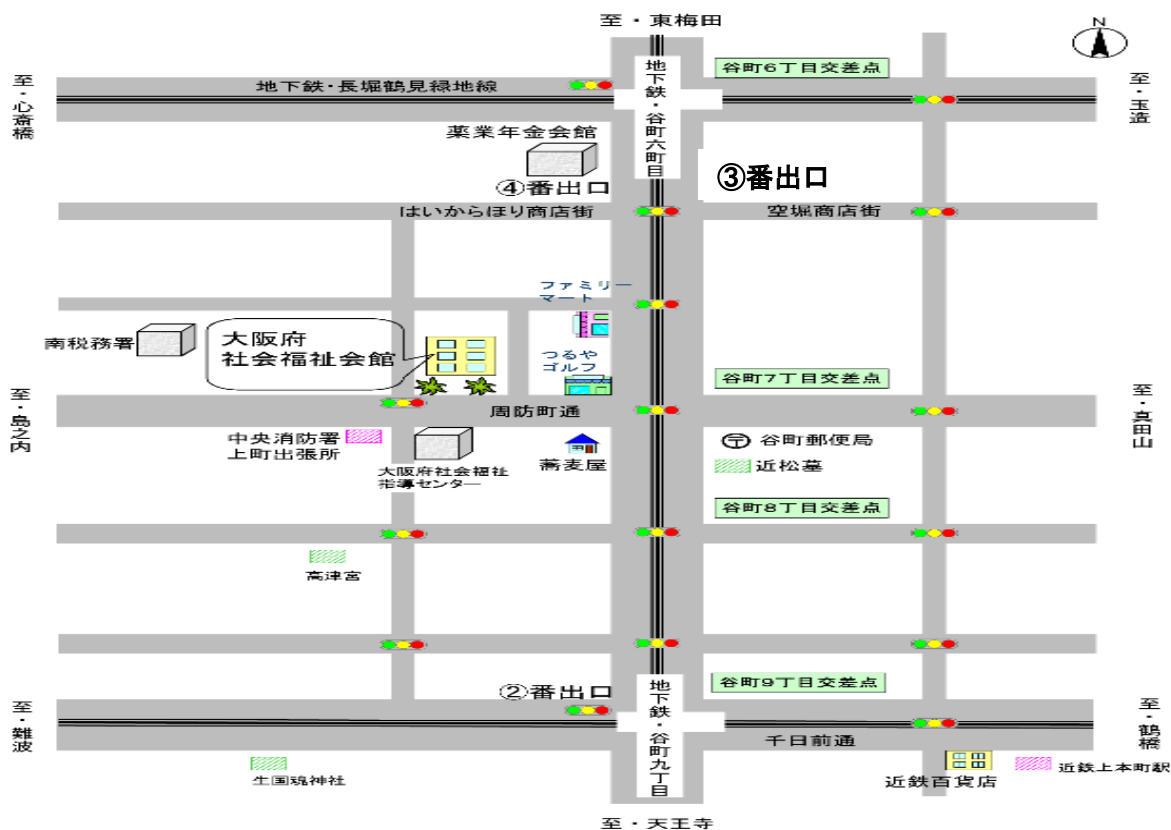 至・東梅田
N
谷町6丁目交差点
地下鉄・長堀鶴見緑地線
至・心斎橋
至・玉造
地下鉄・谷町六町目
薬業年金会館
④番出口
③番出口
はいからほり商店街
空堀商店街
ファミリー
マート
南税務署
大阪府
社会福祉会館
つるや
ゴルフ
谷町7丁目交差点
至・島之内
周防町通
至・真田山
中央消防署
上町出張所
大阪府社会福祉
指導センター
蕎麦屋
〒 谷町郵便局
近松墓
谷町8丁目交差点
高津宮
②番出口
谷町9丁目交差点
至・難波
地下鉄・谷町九丁目
千日前通
至・鶴橋
生国魂神社
近鉄百貨店
近鉄上本町駅
至・天王寺